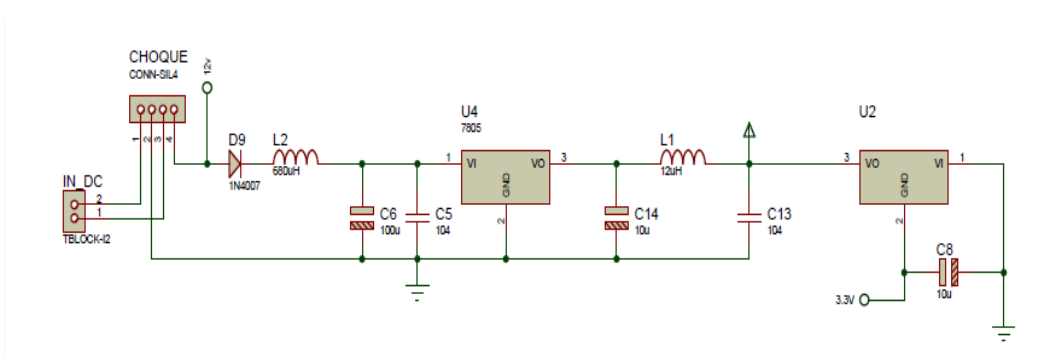 CHOQUE
CONN-SIL4
12v
1
2
3
4
IN_DC
2
1
TBLOCK-I2
D9
1N4007
L2
680uH
C6
100u
C5
104
U4
7805
1
VI
VO
3
GND
2
C14
10u
L1
12uH
C13
104
U2
3
VO
VI
1
GND
2
C8
10u
3.3V